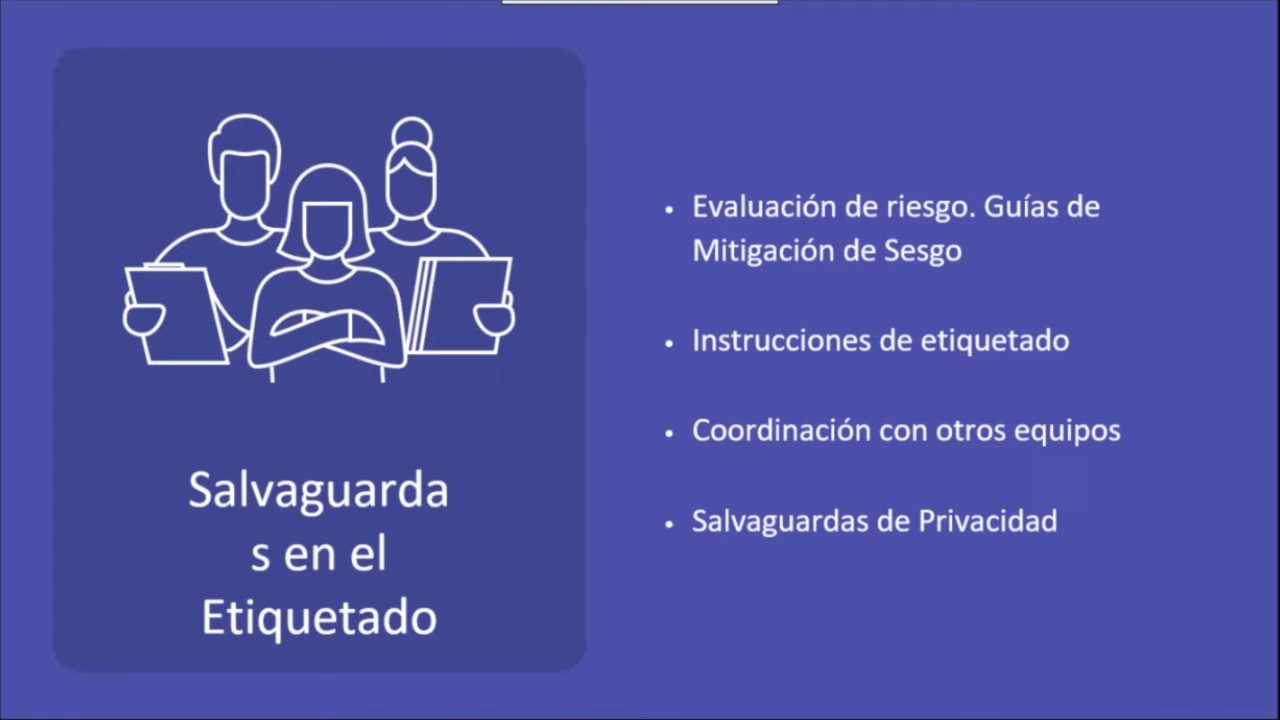 Salvaguarda
s en el
Etiquetado
• Evaluación de riesgo. Guías de
Mitigación de Sesgo
• Instrucciones de etiquetado
• Coordinación con otros equipos
• Salvaguardas de Privacidad